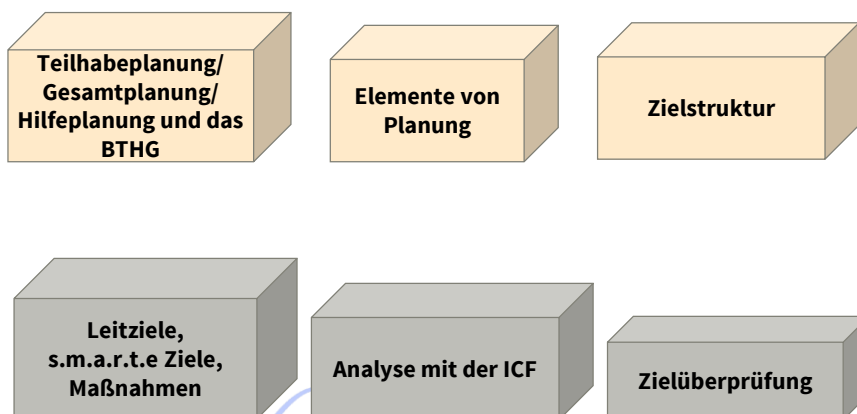 Teilhabeplanung/
Gesamtplanung/
Hilfeplanung und das
BTHG
Elemente von
Planung
Zielstruktur
Leitziele,
s.m.a.r.t.e Ziele,
Maßnahmen
Analyse mit der ICF
Zielüberprüfung